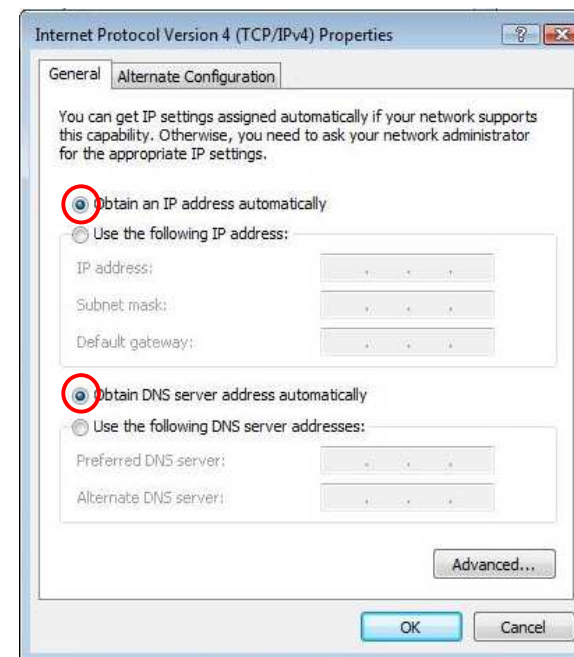 Internet Protocol Version 4 (TCP/IPv4) Properties
General
Alternate Configuration
You can get IP settings assigned automatically if your network supports
this capability. Otherwise, you need to ask your network administrator
for the appropriate IP settings.
Obtain an IP address automatically
Use the following IP address:
IP address:
Subnet mask:
Default gateway:
Obtain DNS server address automatically
Use the following DNS server addresses:
Preferred DNS server:
Alternate DNS server:
Advanced...
OK
Cancel